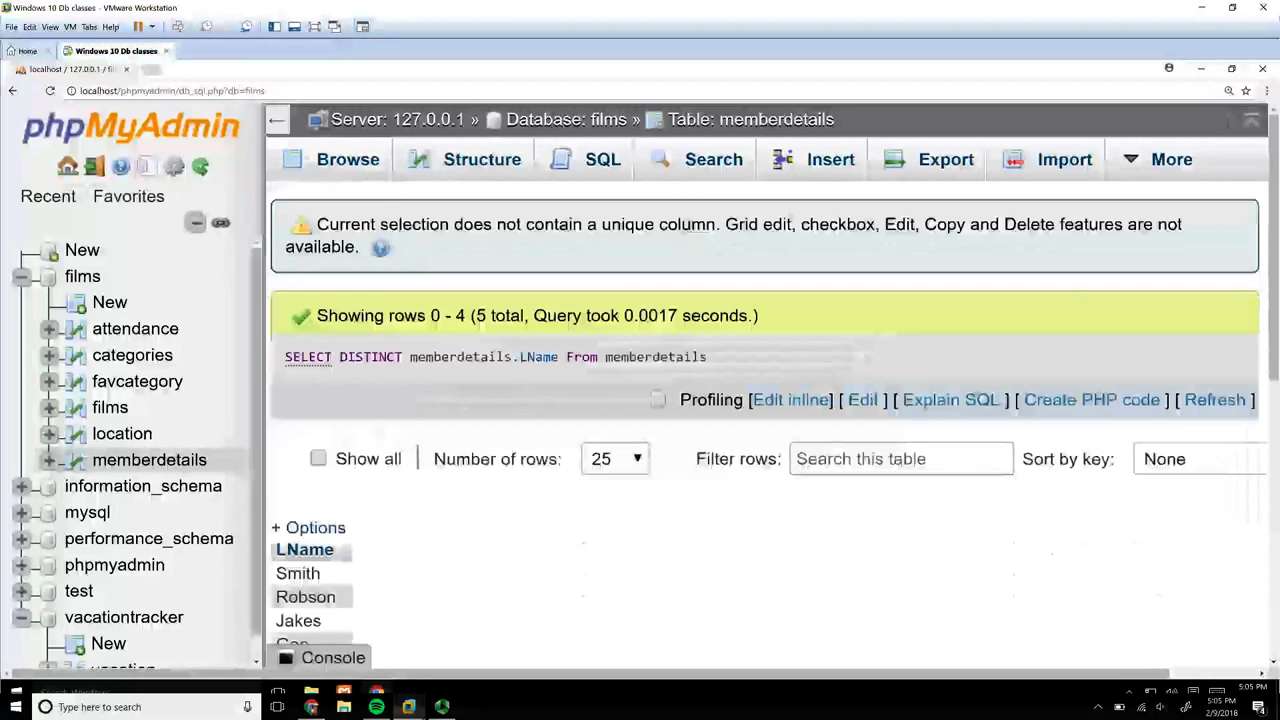 Windows 10 Db classes - VMware Workstation
File Edit View VM Tabs Help
Home Windows 10 Db classes
localhost / 127.0.0.1 / fi
localhost/phpmyadmin/db_sql.php?db=films
phpMyAdmin
Recent Favorites
New
films
New
attendance
categories
favcategory
films
location
memberdetails
information_schema
mysql
performance_schema
phpmyadmin
test
vacationtracker
New
Server: 127.0.0.1 » Database: films » Table: memberdetails
Browse Structure SQL Search Insert Export Import More
Current selection does not contain a unique column. Grid edit, checkbox, Edit, Copy and Delete features are not
available.
Showing rows 0 - 4 (5 total, Query took 0.0017 seconds.)
SELECT DISTINCT memberdetails.LName From memberdetails
Profiling [Edit inline] [ Edit ] [ Explain SQL ] [ Create PHP code ] [ Refresh ]
Show all Number of rows: 25 Filter rows: Search this table Sort by key: None
+ Options
LName
Smith
Robson
Jakes
Console
5:05 PM
Type here to search
5:05 PM
2/9/2018